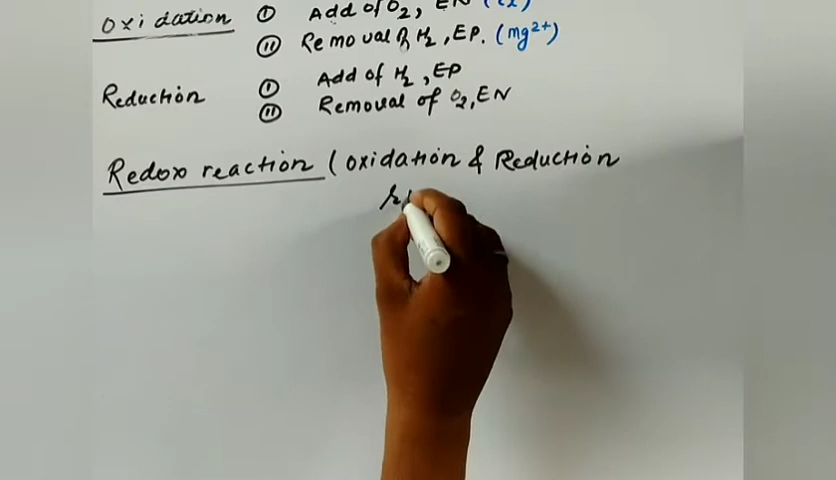 Oxidation ① Add of O₂, EN
⑪ Removal of H₂, EP. (mg²⁺)
Reduction ① Add of H₂, EP
⑪ Removal of O₂, EN
Redox reaction (oxidation & Reduction